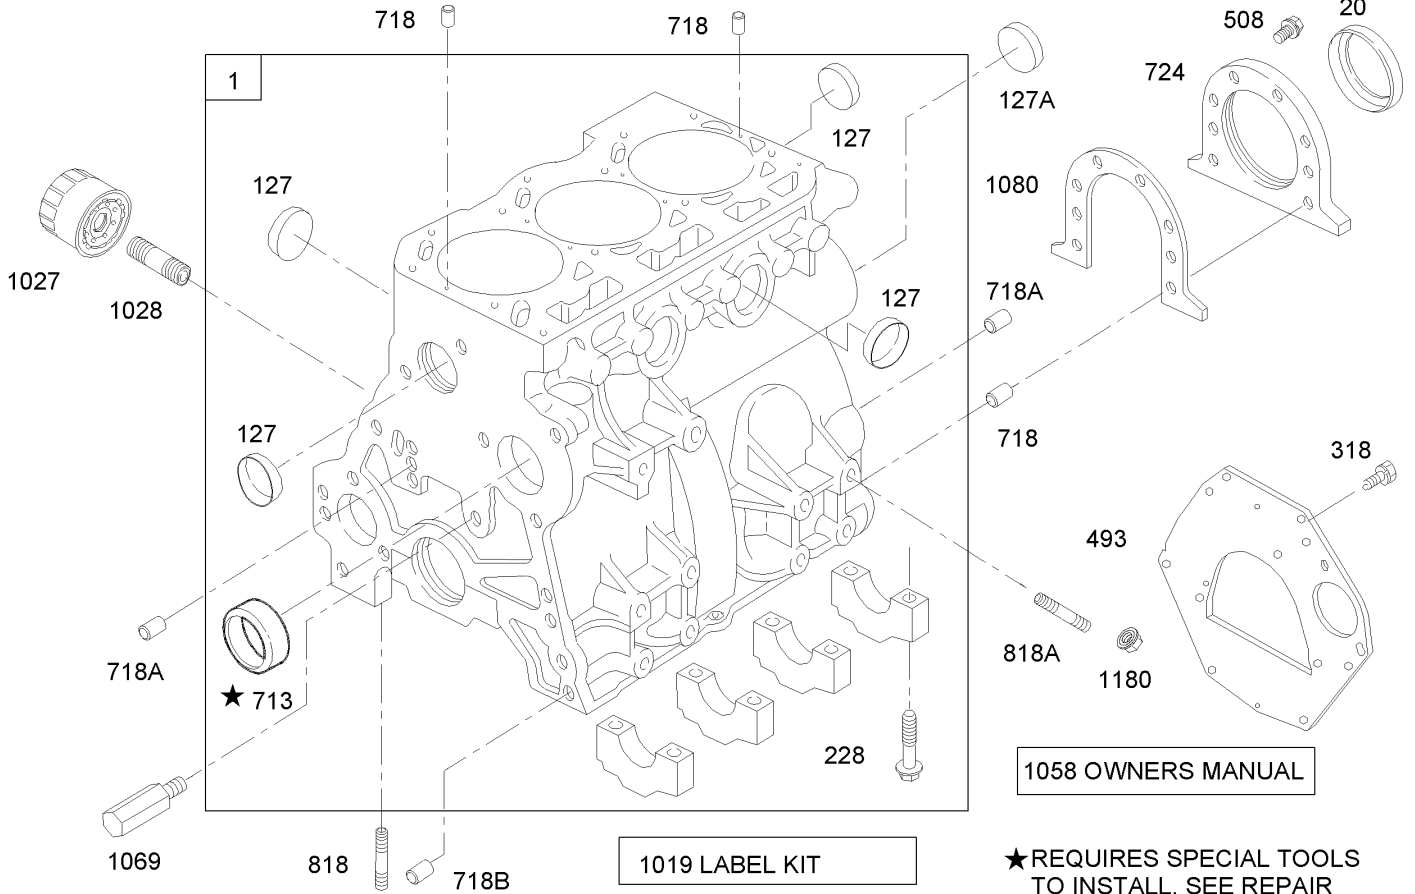 718
718
508
20
1
724
127A
127
127
1080
1027
1028
718A
127
127
718
318
493
718A
818A
1180
713
228
1058 OWNERS MANUAL
1069
818
718B
1019 LABEL KIT
★REQUIRES SPECIAL TOOLS
TO INSTALL. SEE REPAIR